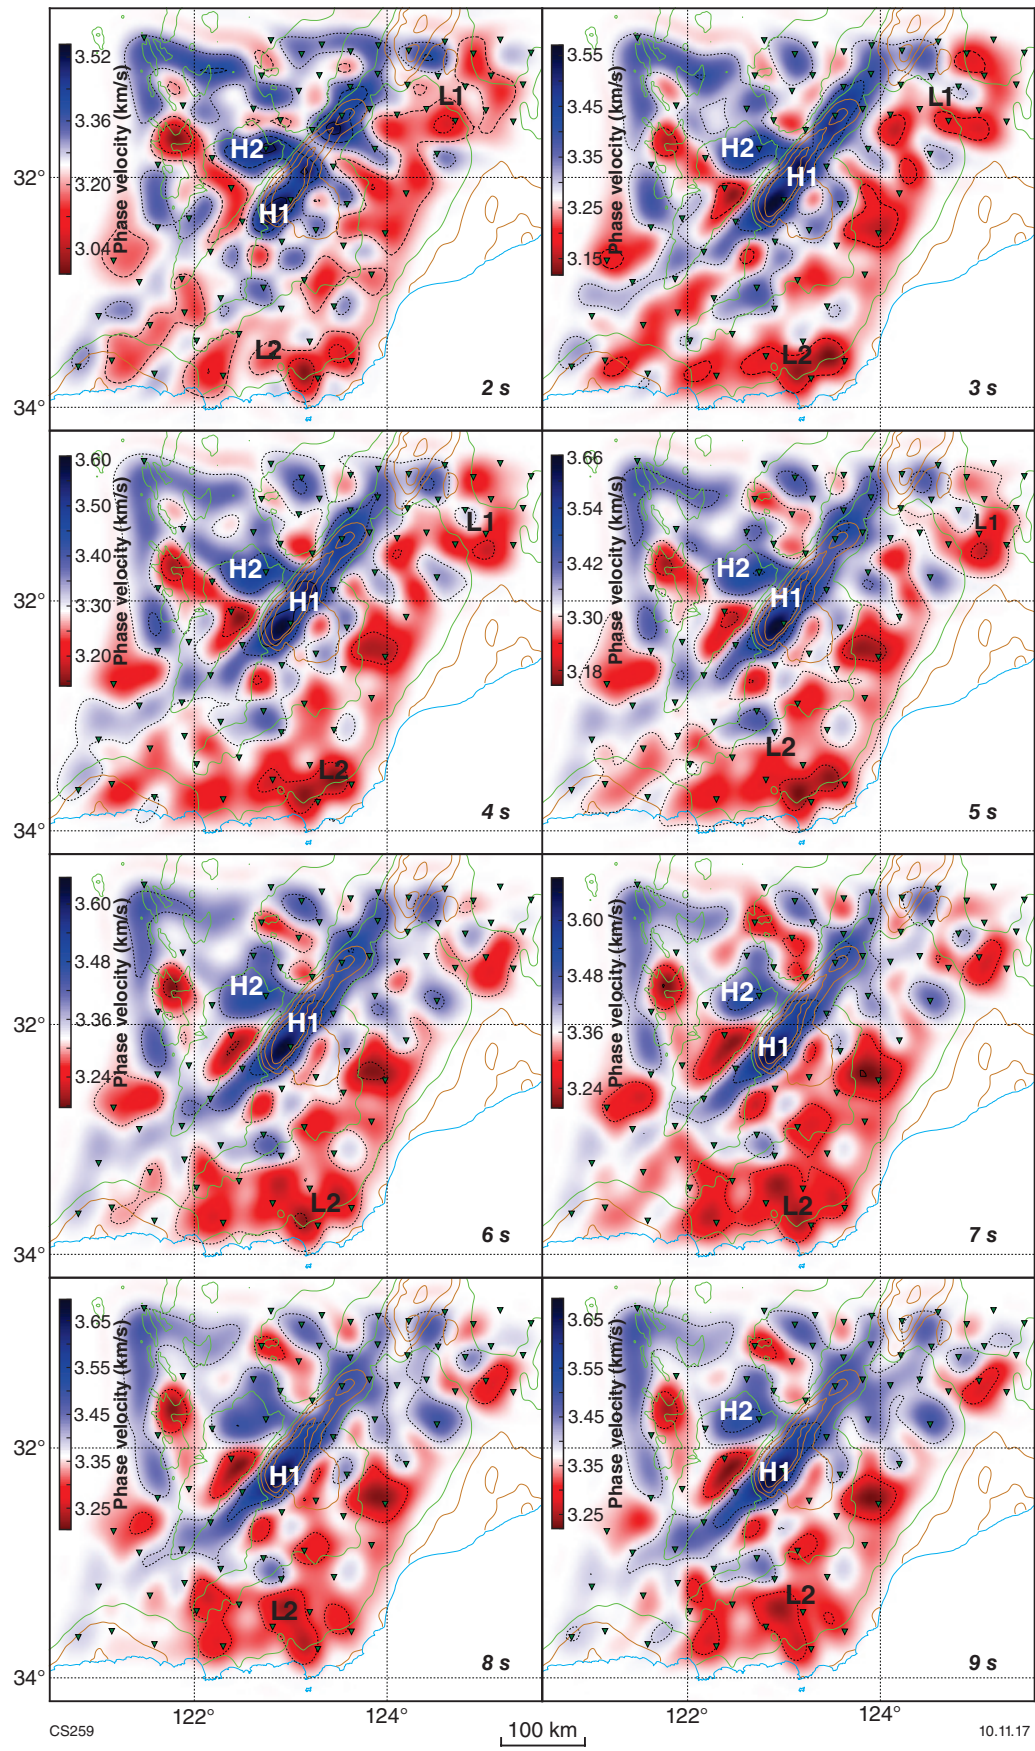 3.52
3.36
3.20
3.04
Phase velocity (km/s)
L1
H2
H1
L2
2 s
32°
34°
3.55
3.45
3.35
3.25
3.15
Phase velocity (km/s)
L1
H2
H1
L2
3 s
3.60
3.50
3.40
3.30
3.20
Phase velocity (km/s)
L1
H2
H1
L2
4 s
32°
34°
3.66
3.54
3.42
3.30
3.18
Phase velocity (km/s)
L1
H2
H1
L2
5 s
3.60
3.48
3.36
3.24
Phase velocity (km/s)
H2
H1
L2
6 s
32°
34°
3.60
3.48
3.36
3.24
Phase velocity (km/s)
H2
H1
L2
7 s
3.65
3.55
3.45
3.35
3.25
Phase velocity (km/s)
H1
L2
8 s
32°
34°
3.65
3.55
3.45
3.35
3.25
Phase velocity (km/s)
H2
H1
L2
9 s
122° 124° 122° 124°
CS259 100 km 10.11.17